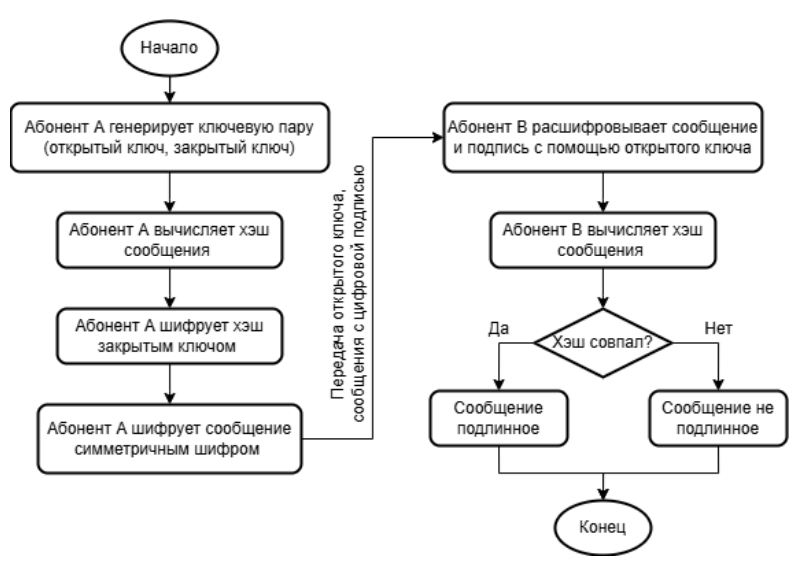 Начало
Абонент А генерирует ключевую пару
(открытый ключ, закрытый ключ)
Абонент А вычисляет хэш
сообщения
Абонент А шифрует хэш
закрытым ключом
Абонент А шифрует сообщение
симметричным шифром
Передача открытого ключа,
сообщения с цифровой подписью
Абонент В расшифровывает сообщение
и подпись с помощью открытого ключа
Абонент В вычисляет хэш
сообщения
Хэш совпал?
Да
Нет
Сообщение
подлинное
Сообщение не
подлинное
Конец